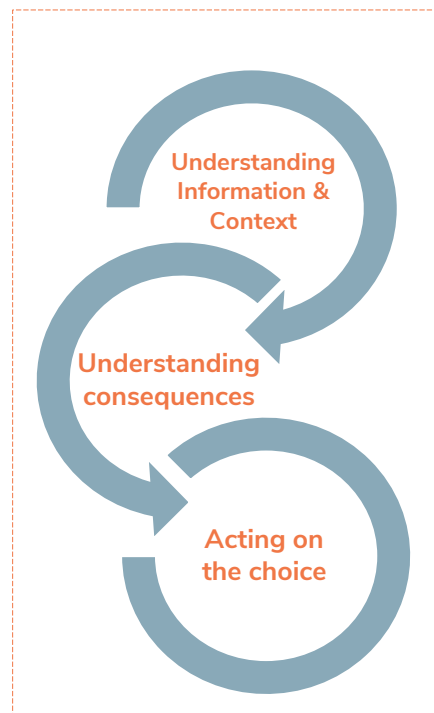 Understanding
Information &
Context
Understanding
consequences
Acting on
the choice